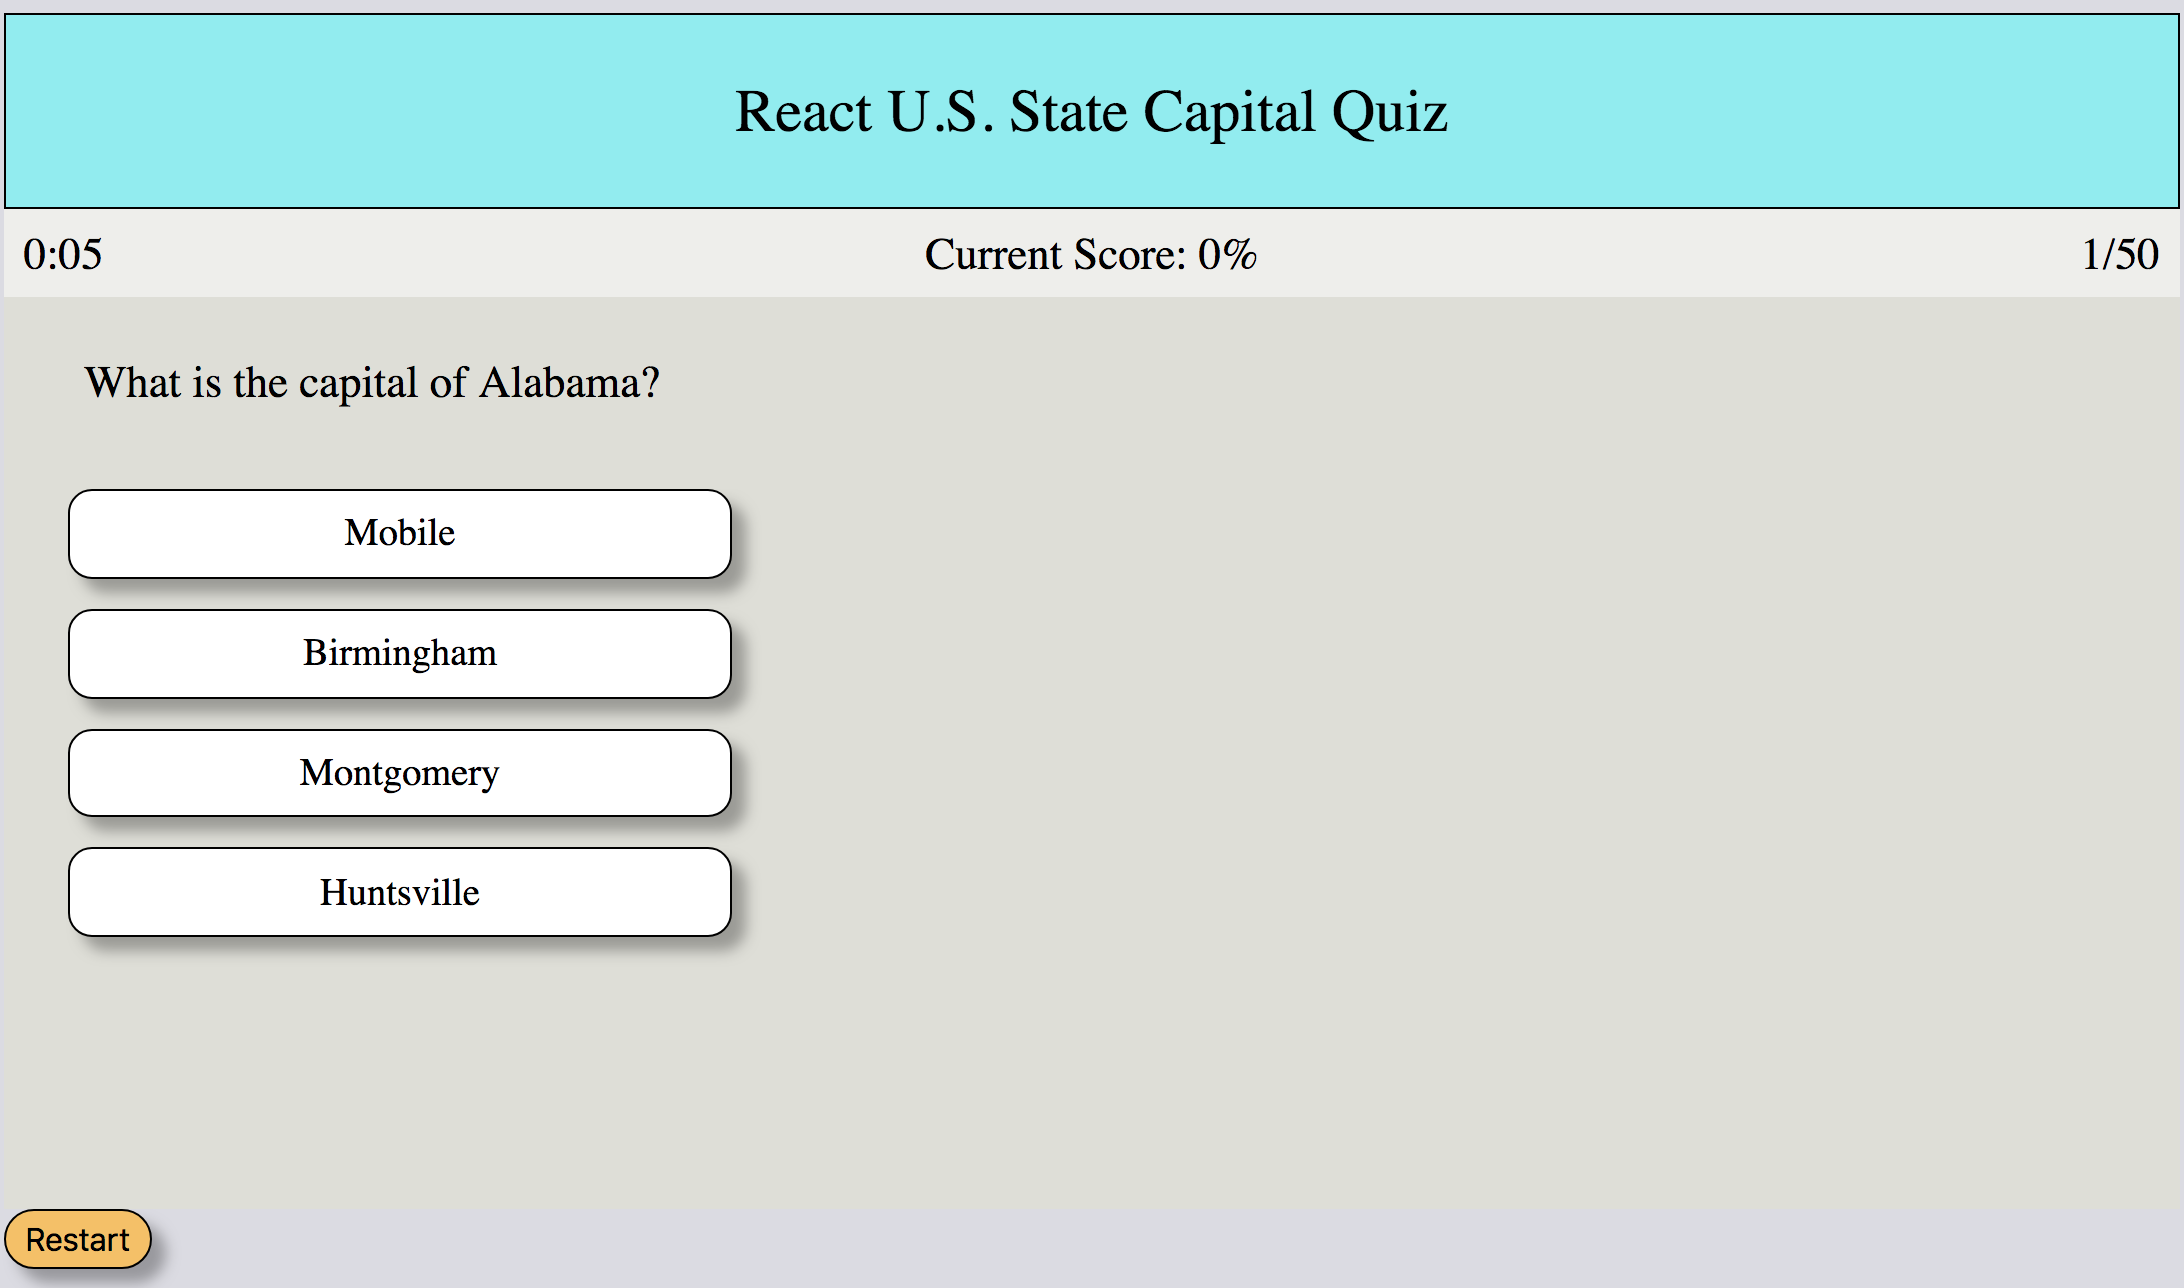 React U.S. State Capital Quiz
0:05 Current Score: 0% 1/50
What is the capital of Alabama?
Mobile
Birmingham
Montgomery
Huntsville
Restart